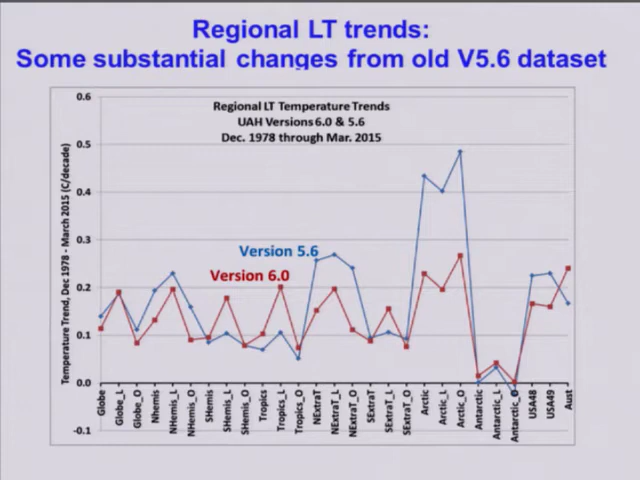 Regional LT trends:
Some substantial changes from old V5.6 dataset
Regional LT Temperature Trends
UAH Versions 6.0 & 5.6
Dec. 1978 through Mar. 2015
Temperature Trend, Dec 1978 - March 2015 (C/decade)
0.6
0.5
0.4
0.3
0.2
0.1
0.0
-0.1
Version 5.6
Version 6.0
Globe
Globe_L
Globe_O
Nhemis
NHemis_L
NHemis_O
SHemis
SHemis_L
SHemis_O
Tropics
Tropics_L
Tropics_O
NExtraT
NExtraT_L
NExtraT_O
SExtraT
SExtraT_L
SExtraT_O
Arctic
Arctic_L
Arctic_O
Antarctic
Antarctic_L
Antarctic_O
USA48
USA49
Aust